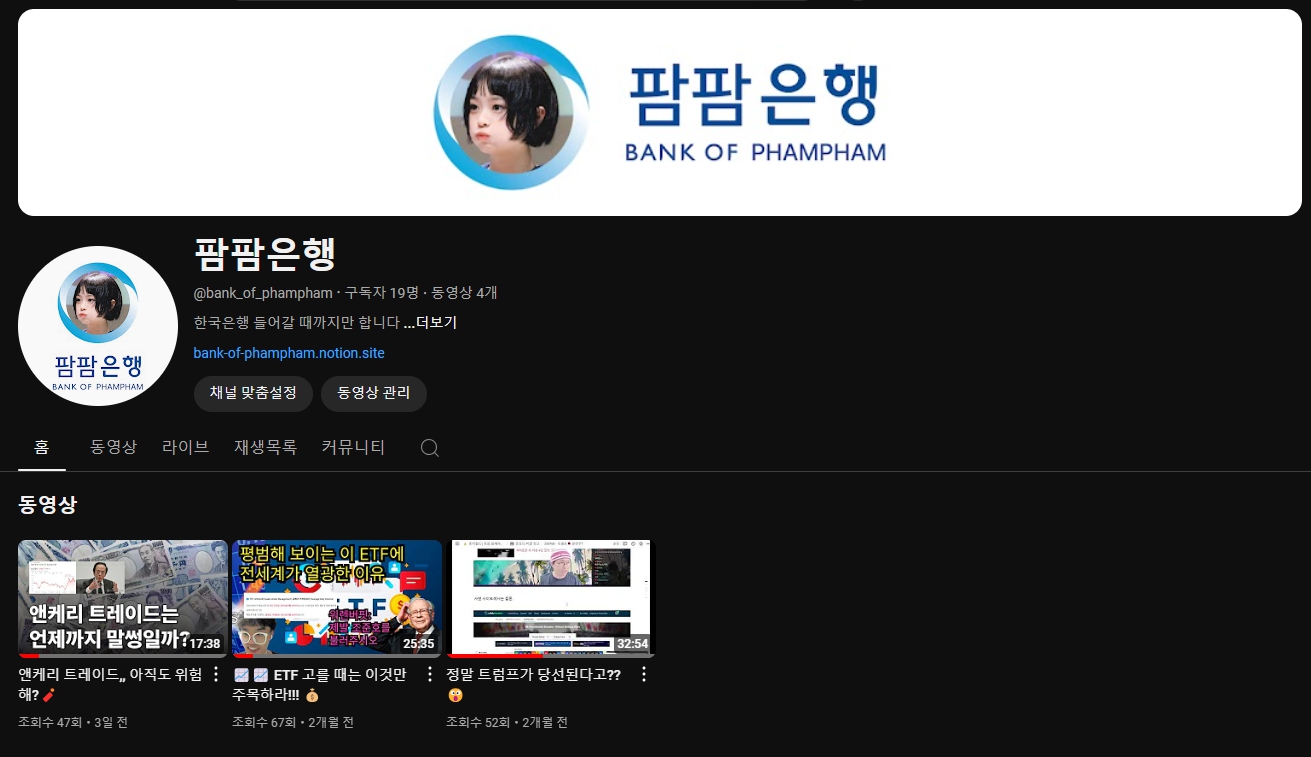 팜팜은행
BANK OF PHAMPHAM
팜팜은행
BANK OF PHAMPHAM
팜팜은행
@bank_of_phampham · 구독자 19명 · 동영상 4개
한국은행 들어갈 때까지만 합니다 ...더보기
bank-of-phampham.notion.site
채널 맞춤설정
동영상 관리
홈
동영상
라이브
재생목록
커뮤니티
동영상
앤케리 트레이드는
언제까지 말썽일까?
17:38
앤케리 트레이드,, 아직도 위험
해?🧨
조회수 47회 • 3일 전
평범해 보이는 이 ETF에
전세계가 열광한 이유
ETF
워렌버핏:
제발 조준호를
불러주시오
25:35
📈 📈 ETF 고를 때는 이것만
주목하라!!! 💰
조회수 67회 • 2개월 전
32:54
정말 트럼프가 당선된다고??
😲
조회수 52회 • 2개월 전